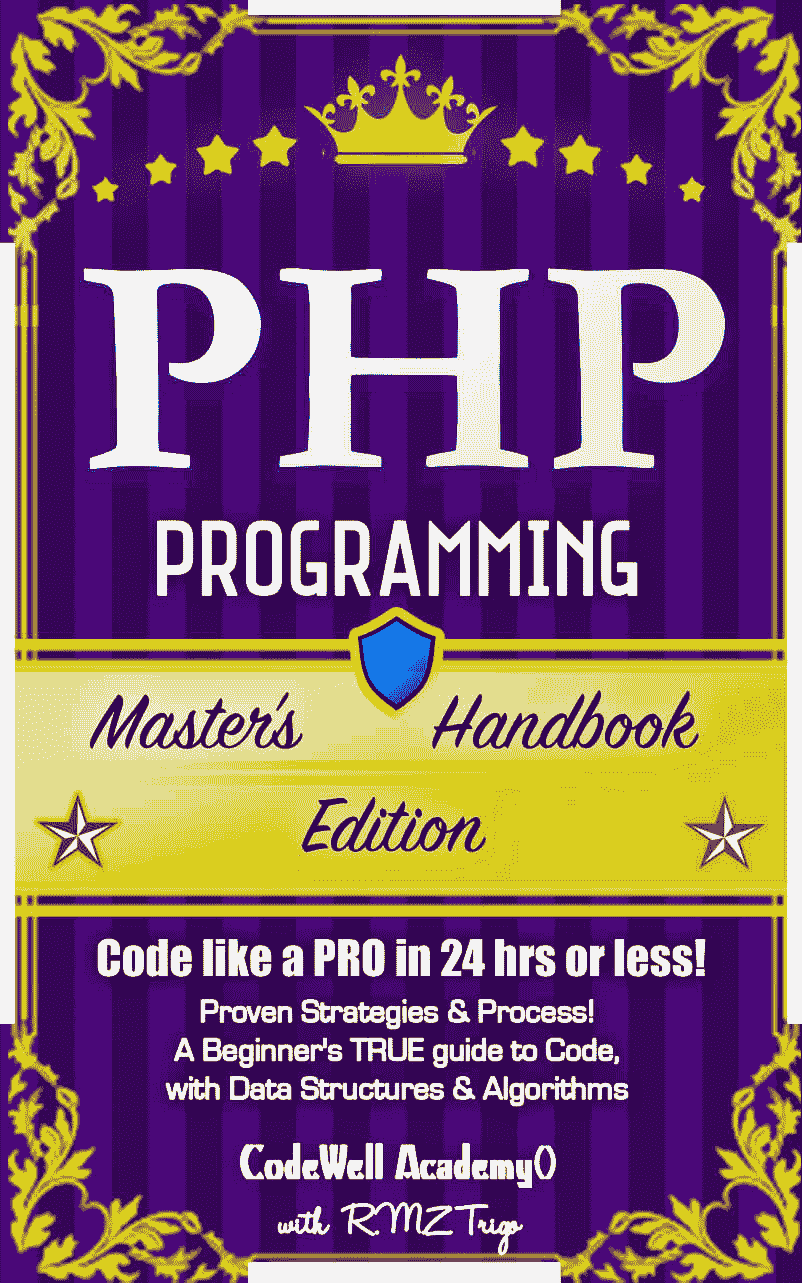 PHP
PROGRAMMING
Master's Handbook
Edition
Code like a PRO in 24 hrs or less!
Proven Strategies & Process!
A Beginner's TRUE guide to Code,
with Data Structures & Algorithms
CodeWell Academy()
with R.M.Z. Trigo